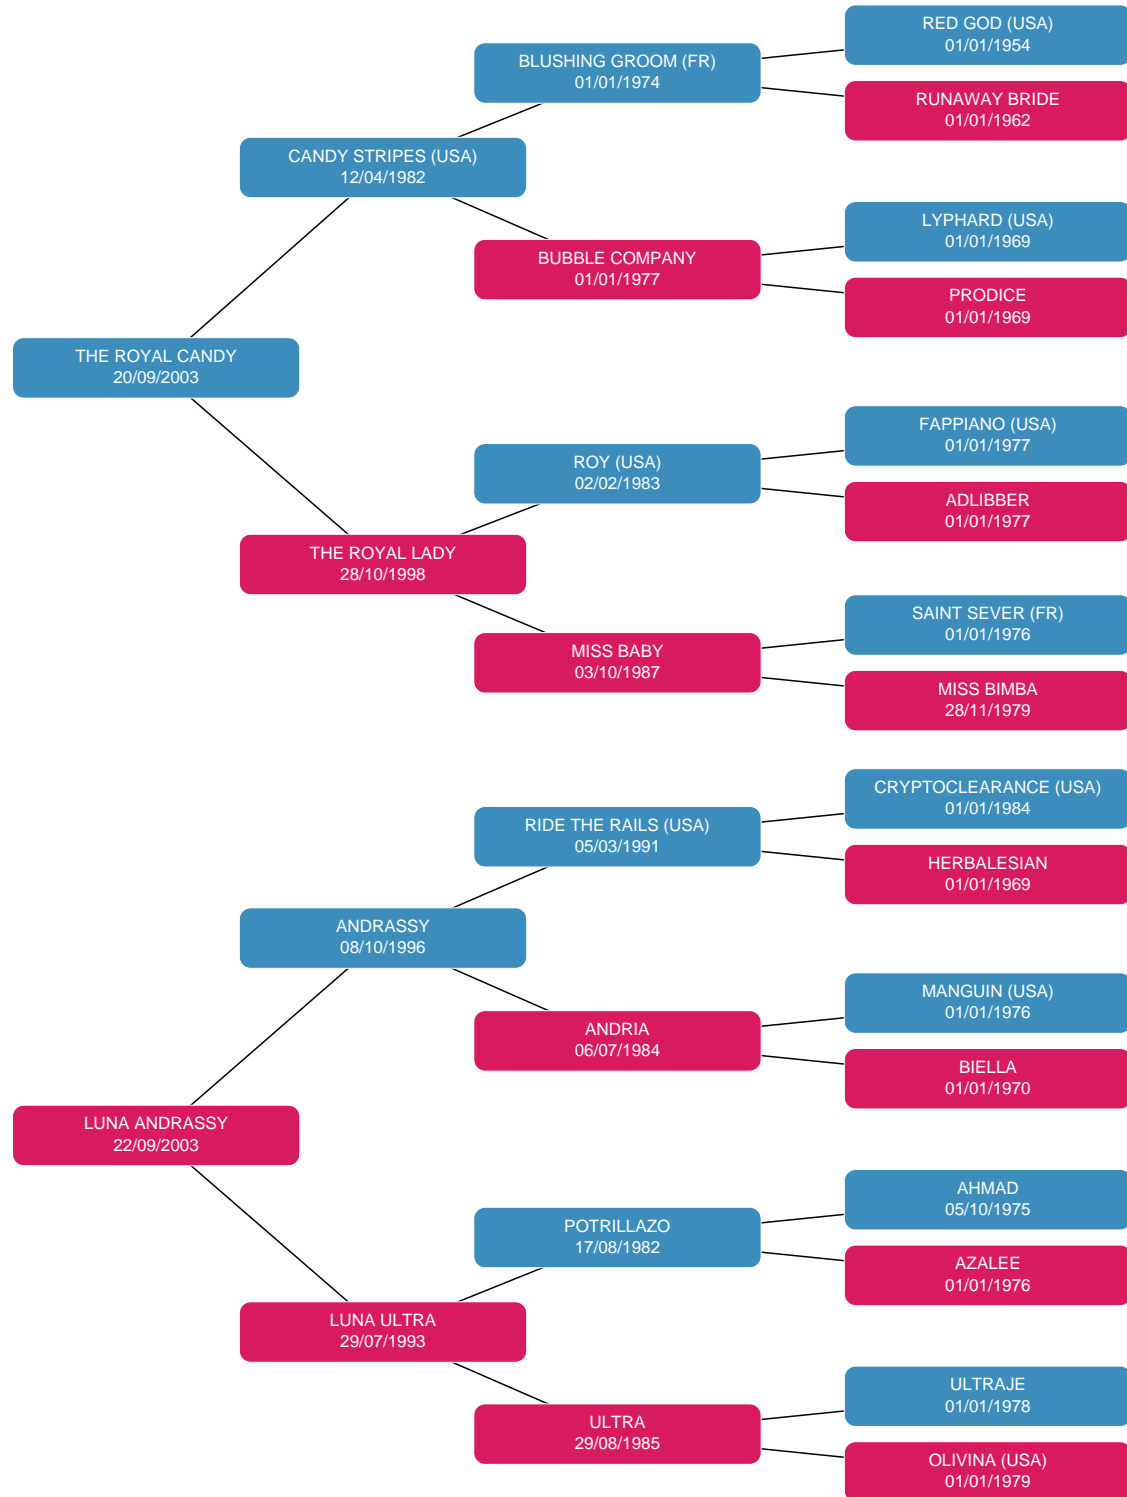 RED GOD (USA)
01/01/1954
BLUSHING GROOM (FR)
01/01/1974
RUNAWAY BRIDE
01/01/1962
CANDY STRIPES (USA)
12/04/1982
LYPHARD (USA)
01/01/1969
BUBBLE COMPANY
01/01/1977
PRODICE
01/01/1969
THE ROYAL CANDY
20/09/2003
FAPPIANO (USA)
01/01/1977
ROY (USA)
02/02/1983
ADLIBBER
01/01/1977
THE ROYAL LADY
28/10/1998
SAINT SEVER (FR)
01/01/1976
MISS BABY
03/10/1987
MISS BIMBA
28/11/1979
CRYPTOCLEARANCE (USA)
01/01/1984
RIDE THE RAILS (USA)
05/03/1991
HERBALESIAN
01/01/1969
ANDRASSY
08/10/1996
MANGUIN (USA)
01/01/1976
ANDRIA
06/07/1984
BIELLA
01/01/1970
LUNA ANDRASSY
22/09/2003
AHMAD
05/10/1975
POTRILLAZO
17/08/1982
AZALEE
01/01/1976
LUNA ULTRA
29/07/1993
ULTRAJE
01/01/1978
ULTRA
29/08/1985
OLIVINA (USA)
01/01/1979